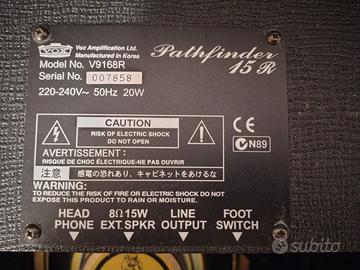 VOX
Vox Amplification Ltd.
Manufactured In Korea
Pathfinder
15R
Model No. V9168R
Serial No. 007858
220-240V~ 50Hz 20W
CAUTION
RISK OF ELECTRIC SHOCK
DO NOT OPEN
CE
N89
AVERTISSEMENT:
RISQUE DE CHOC ÉLECTRIQUE-NE PAS OUVRIR
注意 感電の恐れあり、キャビネットをあけるな
WARNING:
TO REDUCE THE RISK OF FIRE OR ELECTRIC SHOCK DO NOT
EXPOSE THIS PRODUCT TO RAIN OR MOISTURE.
HEAD PHONE
8Ω15W EXT.SPKR
LINE OUTPUT
FOOT SWITCH
subito